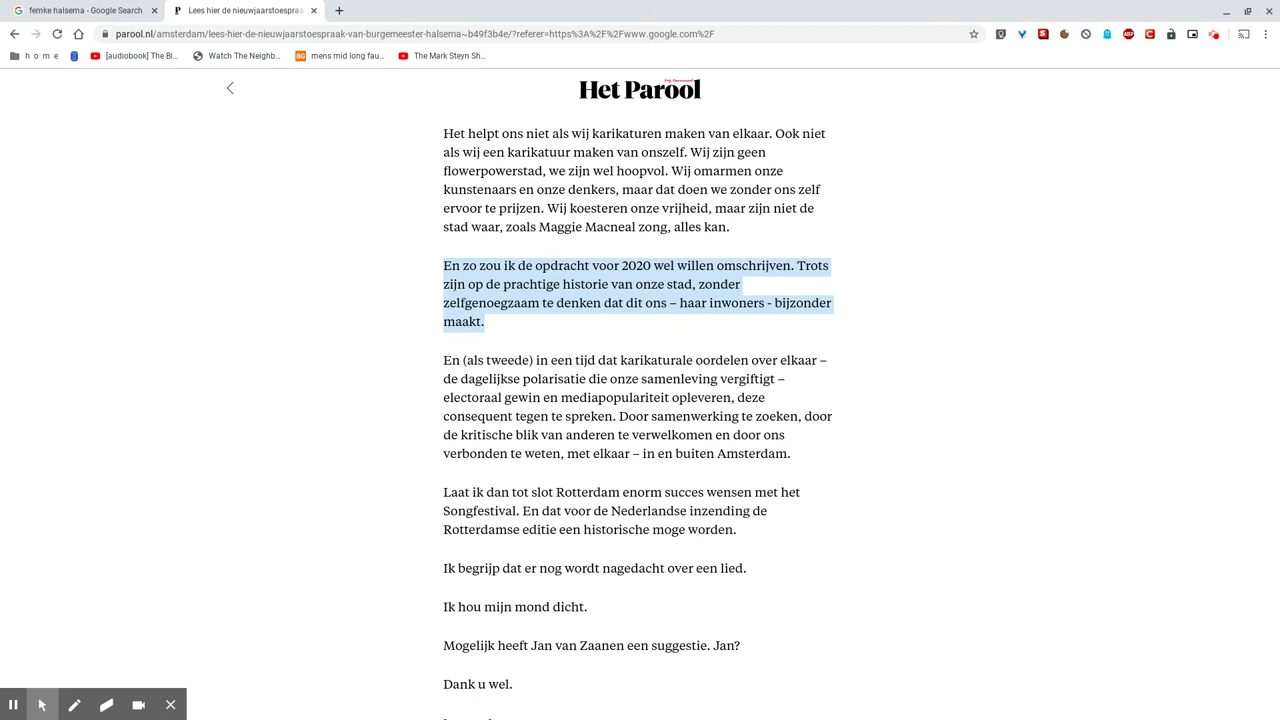 femke halsema - Google Search
Lees hier de nieuwjaarstoespra
parool.nl/amsterdam/lees-hier-de-nieuwjaarstoespraak-van-burgemeester-halsema~b49f3b4e/?referer=https%3A%2F%2Fwww.google.com%2F
h o m e
[audiobook] The Bi...
Watch The Neighb...
mens mid long fau...
The Mark Steyn Sh...
Het Parool
Het helpt ons niet als wij karikaturen maken van elkaar. Ook niet
als wij een karikatuur maken van onszelf. Wij zijn geen
flowerpowerstad, we zijn wel hoopvol. Wij omarmen onze
kunstenaars en onze denkers, maar dat doen we zonder ons zelf
ervoor te prijzen. Wij koesteren onze vrijheid, maar zijn niet de
stad waar, zoals Maggie Macneal zong, alles kan.
En zo zou ik de opdracht voor 2020 wel willen omschrijven. Trots
zijn op de prachtige historie van onze stad, zonder
zelfgenoegzaam te denken dat dit ons – haar inwoners - bijzonder
maakt.
En (als tweede) in een tijd dat karikaturale oordelen over elkaar –
de dagelijkse polarisatie die onze samenleving vergiftigt –
electoraal gewin en mediapopulariteit opleveren, deze
consequent tegen te spreken. Door samenwerking te zoeken, door
de kritische blik van anderen te verwelkomen en door ons
verbonden te weten, met elkaar – in en buiten Amsterdam.
Laat ik dan tot slot Rotterdam enorm succes wensen met het
Songfestival. En dat voor de Nederlandse inzending de
Rotterdamse editie een historische moge worden.
Ik begrijp dat er nog wordt nagedacht over een lied.
Ik hou mijn mond dicht.
Mogelijk heeft Jan van Zaanen een suggestie. Jan?
Dank u wel.